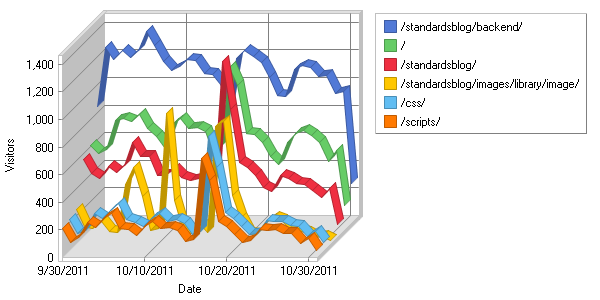 /standardsblog/backend/
/
/standardsblog/
/standardsblog/images/library/image/
/css/
/scripts/
1,400
1,200
1,000
800
600
400
200
0
Visitors
9/30/2011 10/10/2011 10/20/2011 10/30/2011
Date